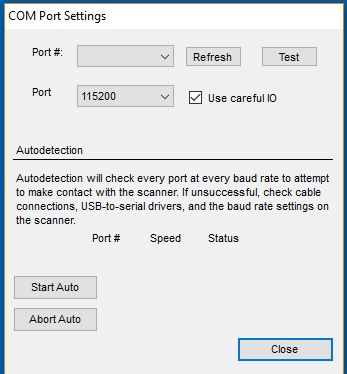 COM Port Settings
Port #:
Refresh
Test
Port
115200
Use careful IO
Autodetection
Autodetection will check every port at every baud rate to attempt
to make contact with the scanner. If unsuccessful, check cable
connections, USB-to-serial drivers, and the baud rate settings on
the scanner.
Port # Speed Status
Start Auto
Abort Auto
Close